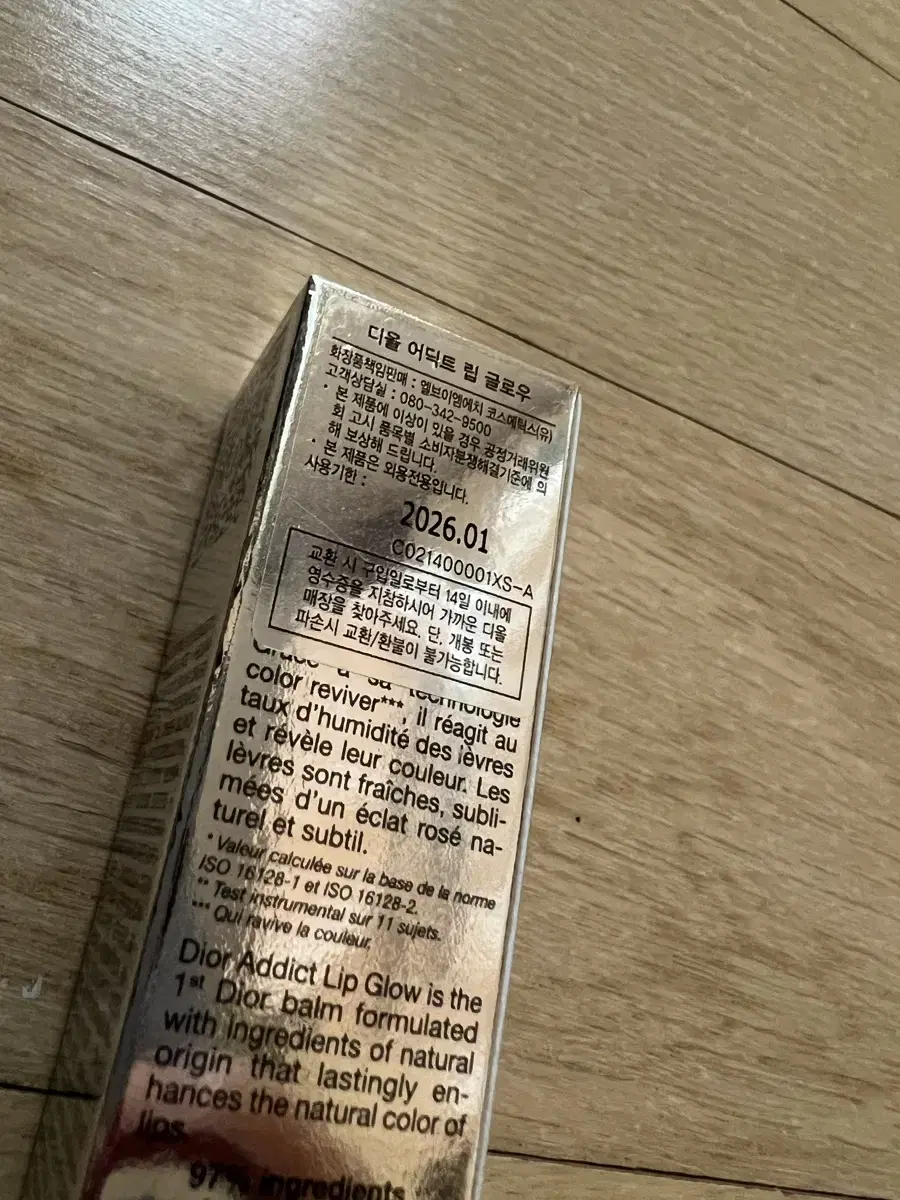 디올 어딕트 립 글로우
화장품책임판매 : 엘브이엠에치 코스메틱스(유)
고객상담실 : 080-342-9500
· 본 제품에 이상이 있을 경우 공정거래위원
회 고시 품목별 소비자분쟁해결기준에 의
해 보상해 드립니다.
· 본 제품은 외용전용입니다.
사용기한 :
2026.01
C021400001XS-A
교환 시 구입일로부터 14일 이내에
영수증을 지참하시어 가까운 디올
매장을 찾아주세요. 단, 개봉 또는
파손시 교환/환불이 불가능합니다.
à sa technologie
color reviver***, il réagit au
taux d'humidité des lèvres
et révèle leur couleur. Les
lèvres sont fraîches, subli-
mées d'un éclat rosé na-
turel et subtil.
* Valeur calculée sur la base de la norme
ISO 16128-1 et ISO 16128-2.
** Test instrumental sur 11 sujets.
*** Qui ravive la couleur.
Dior Addict Lip Glow is the
1st Dior balm formulated
with ingredients of natural
origin that lastingly en-
hances the natural color of
lips.
97% ingredients